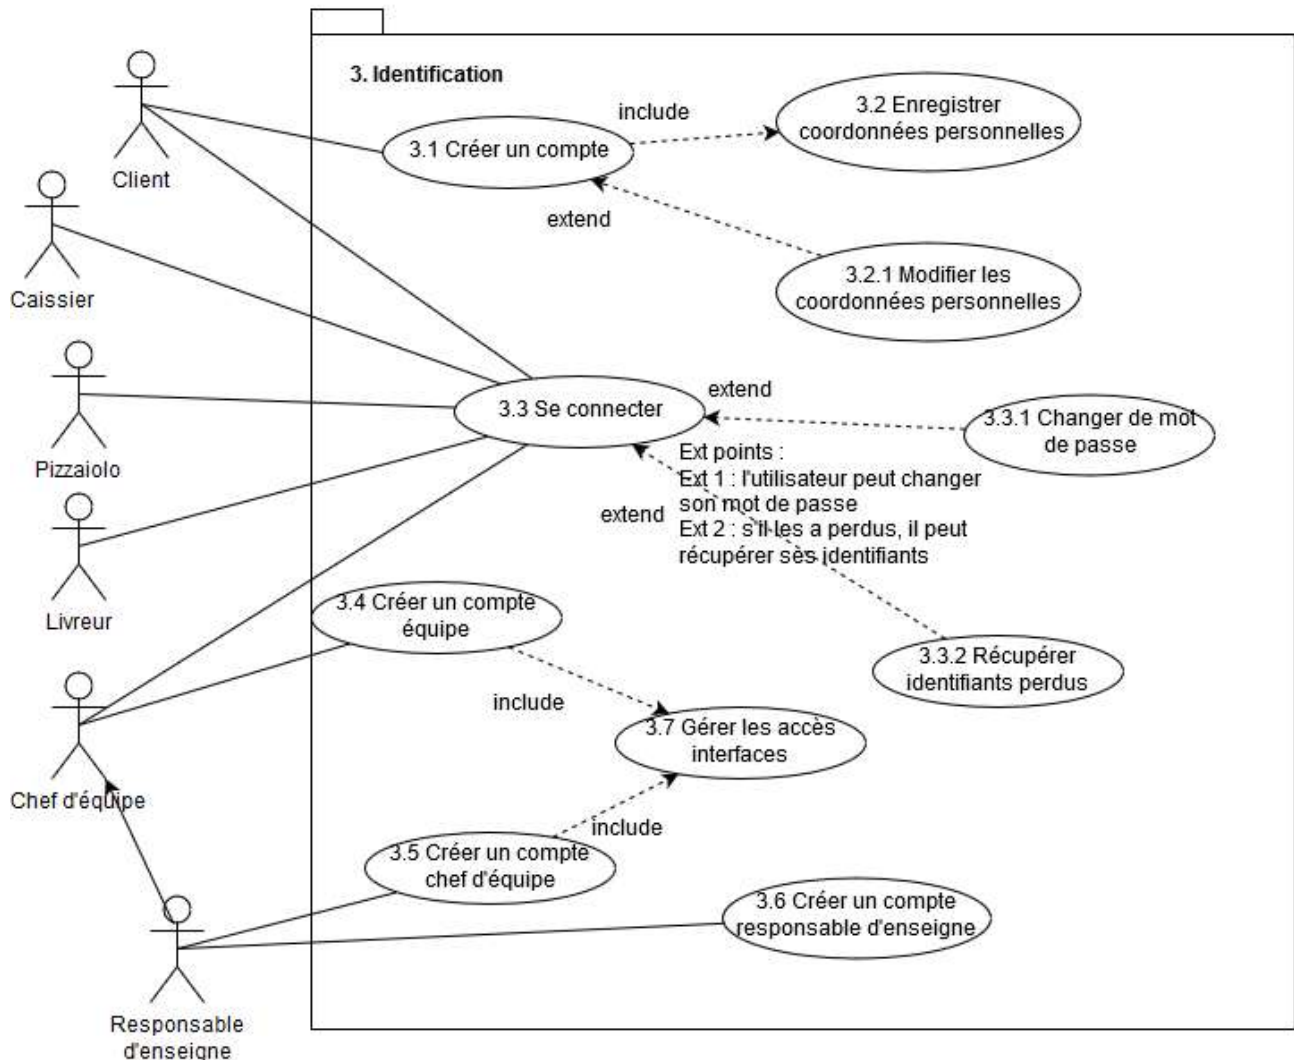 3. Identification
3.2 Enregistrer
coordonnées personnelles
include
3.1 Créer un compte
Client
extend
3.2.1 Modifier les
coordonnées personnelles
Caissier
extend
3.3 Se connecter
3.3.1 Changer de mot
de passe
Pizzaiolo
Ext points :
Ext 1 : l'utilisateur peut changer
son mot de passe
Ext 2 : s'il les a perdus, il peut
récupérer sès identifiants
extend
Livreur
3.4 Créer un compte
équipe
3.3.2 Récupérer
identifiants perdus
include
3.7 Gérer les accès
interfaces
Chef d'équipe
include
3.5 Créer un compte
chef d'équipe
3.6 Créer un compte
responsable d'enseigne
Responsable
d'enseigne